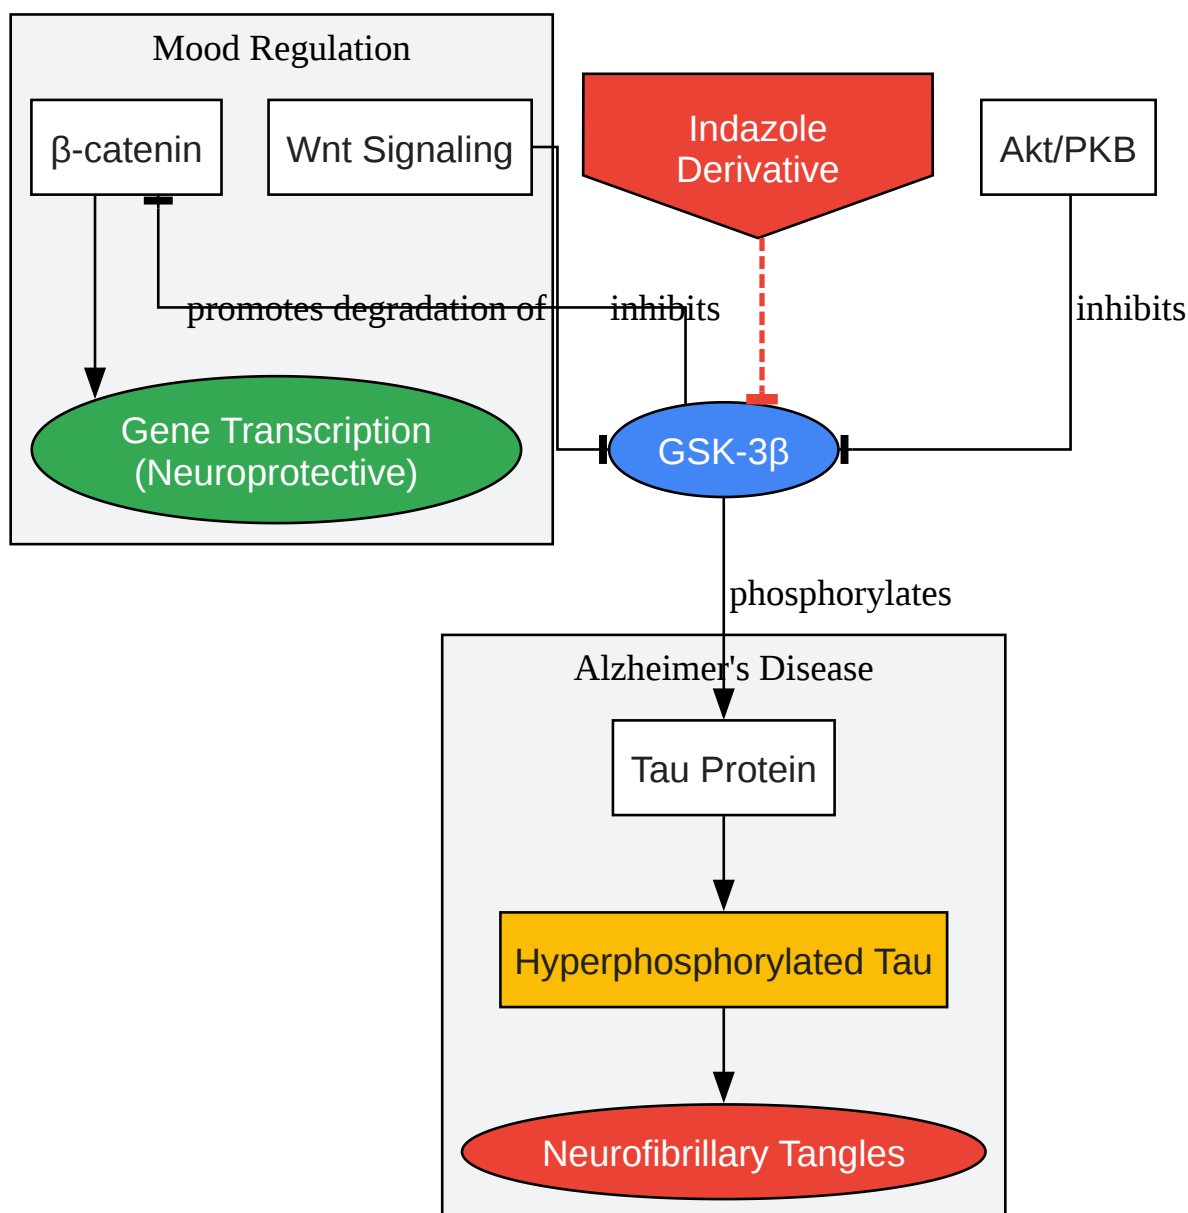 Mood Regulation
β-catenin
Wnt Signaling
Indazole
Derivative
Akt/PKB
promotes degradation of
inhibits
inhibits
Gene Transcription
(Neuroprotective)
GSK-3β
phosphorylates
Alzheimer's Disease
Tau Protein
Hyperphosphorylated Tau
Neurofibrillary Tangles